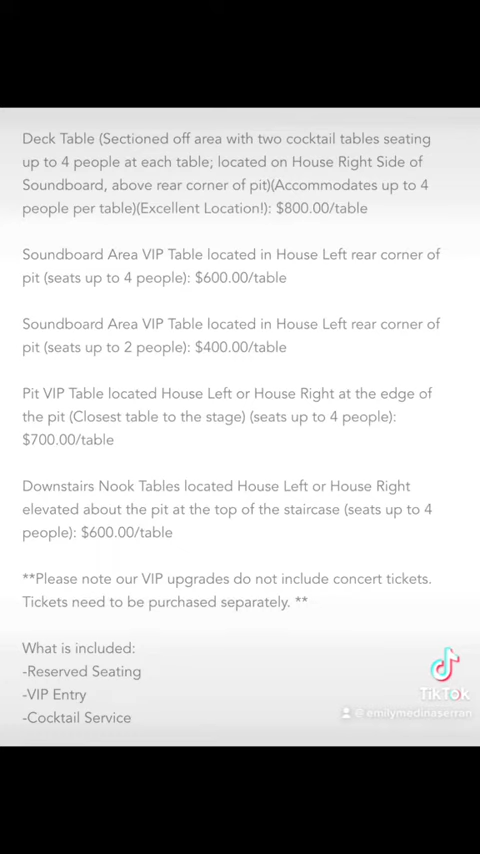 Deck Table (Sectioned off area with two cocktail tables seating
up to 4 people at each table; located on House Right Side of
Soundboard, above rear corner of pit)(Accommodates up to 4
people per table)(Excellent Location!): $800.00/table
Soundboard Area VIP Table located in House Left rear corner of
pit (seats up to 4 people): $600.00/table
Soundboard Area VIP Table located in House Left rear corner of
pit (seats up to 2 people): $400.00/table
Pit VIP Table located House Left or House Right at the edge of
the pit (Closest table to the stage) (seats up to 4 people):
$700.00/table
Downstairs Nook Tables located House Left or House Right
elevated about the pit at the top of the staircase (seats up to 4
people): $600.00/table
**Please note our VIP upgrades do not include concert tickets.
Tickets need to be purchased separately. **
What is included:
-Reserved Seating
-VIP Entry
-Cocktail Service
TikTok
@emilymedinaserran